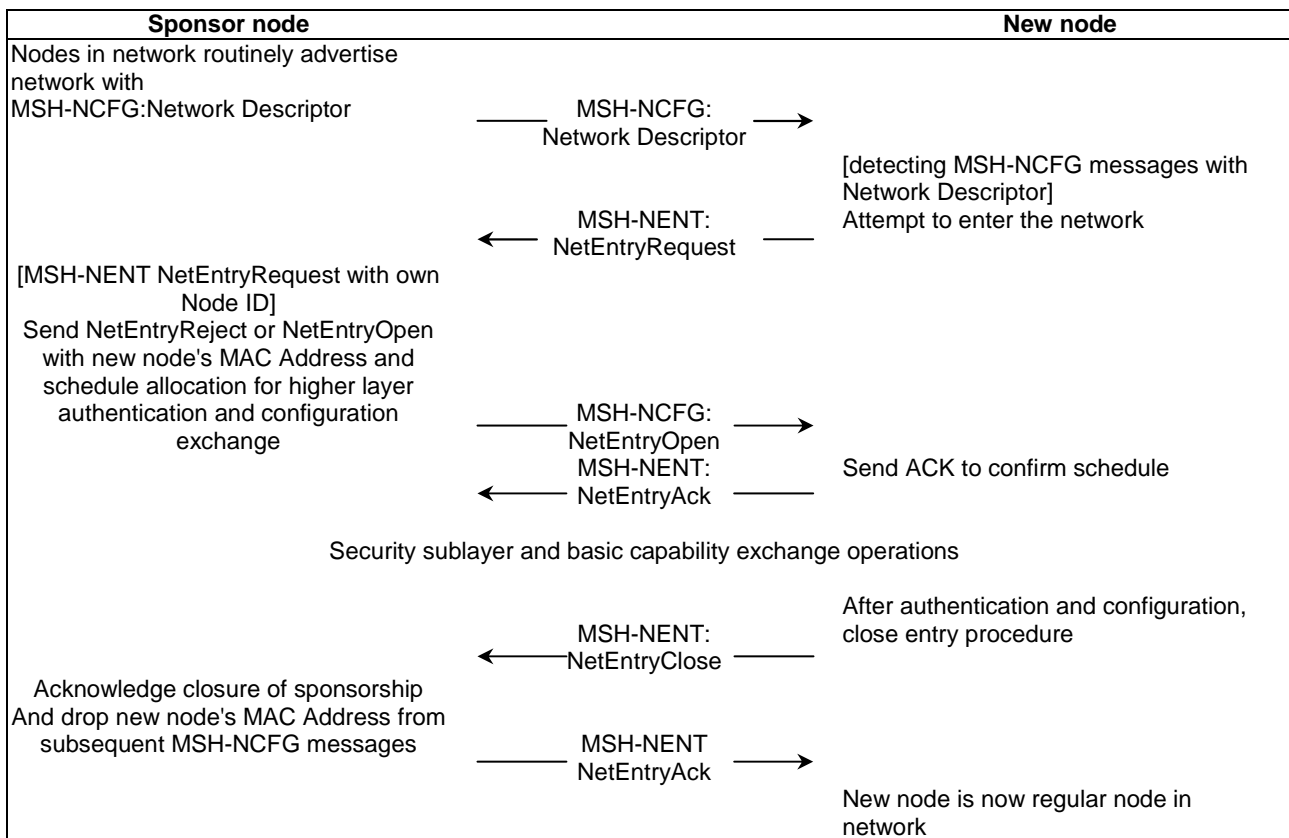 Sponsor node New node
Nodes in network routinely advertise
network with
MSH-NCFG:Network Descriptor
MSH-NCFG:
Network Descriptor
[detecting MSH-NCFG messages with
Network Descriptor]
Attempt to enter the network
MSH-NENT:
NetEntryRequest
[MSH-NENT NetEntryRequest with own
Node ID]
Send NetEntryReject or NetEntryOpen
with new node's MAC Address and
schedule allocation for higher layer
authentication and configuration
exchange
MSH-NCFG:
NetEntryOpen
MSH-NENT:
NetEntryAck
Send ACK to confirm schedule
Security sublayer and basic capability exchange operations
After authentication and configuration,
close entry procedure
MSH-NENT:
NetEntryClose
Acknowledge closure of sponsorship
And drop new node's MAC Address from
subsequent MSH-NCFG messages
MSH-NENT
NetEntryAck
New node is now regular node in
network